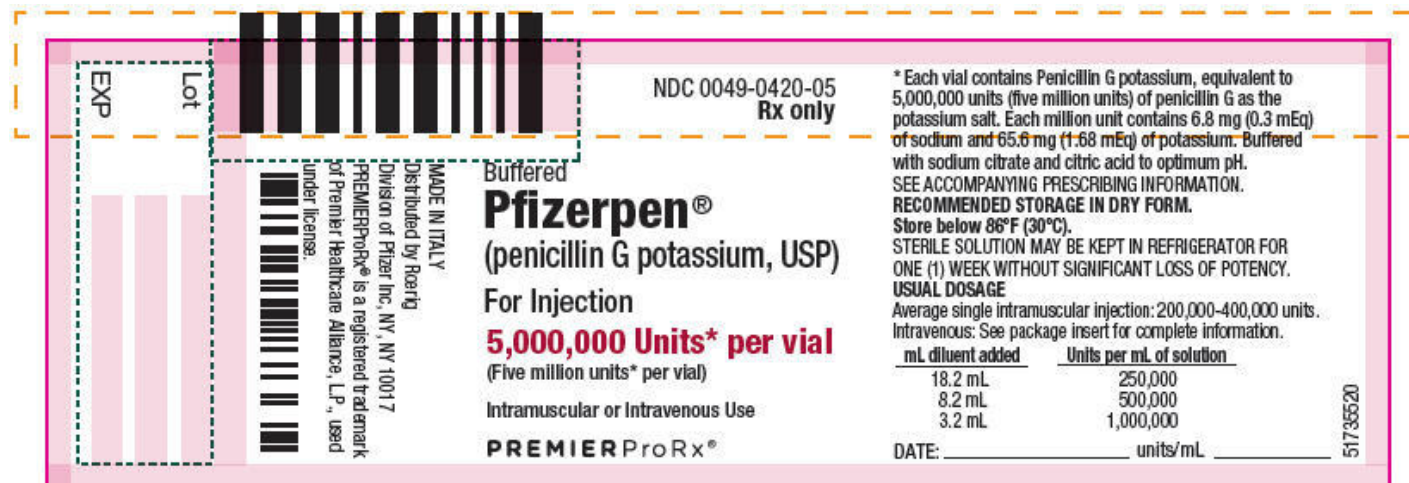 EXP
Lot
MADE IN ITALY
Distributed by Rœrig
Division of Pfizer Inc, NY, NY 10017
PREMIERProRx® is a registered trademark
of Premier Healthcare Alliance, L.P., used
under license.
NDC 0049-0420-05
Rx only
Buffered
Pfizerpen®
(penicillin G potassium, USP)
For Injection
5,000,000 Units* per vial
(Five million units* per vial)
Intramuscular or Intravenous Use
PREMIERProRx®
* Each vial contains Penicillin G potassium, equivalent to
5,000,000 units (five million units) of penicillin G as the
potassium salt. Each million unit contains 6.8 mg (0.3 mEq)
of sodium and 65.6 mg (1.68 mEq) of potassium. Buffered
with sodium citrate and citric acid to optimum pH.
SEE ACCOMPANYING PRESCRIBING INFORMATION.
RECOMMENDED STORAGE IN DRY FORM.
Store below 86°F (30°C).
STERILE SOLUTION MAY BE KEPT IN REFRIGERATOR FOR
ONE (1) WEEK WITHOUT SIGNIFICANT LOSS OF POTENCY.
USUAL DOSAGE
Average single intramuscular injection: 200,000-400,000 units.
Intravenous: See package insert for complete information.
mL diluent added Units per mL of solution
18.2 mL 250,000
8.2 mL 500,000
3.2 mL 1,000,000
DATE: units/mL
51735520